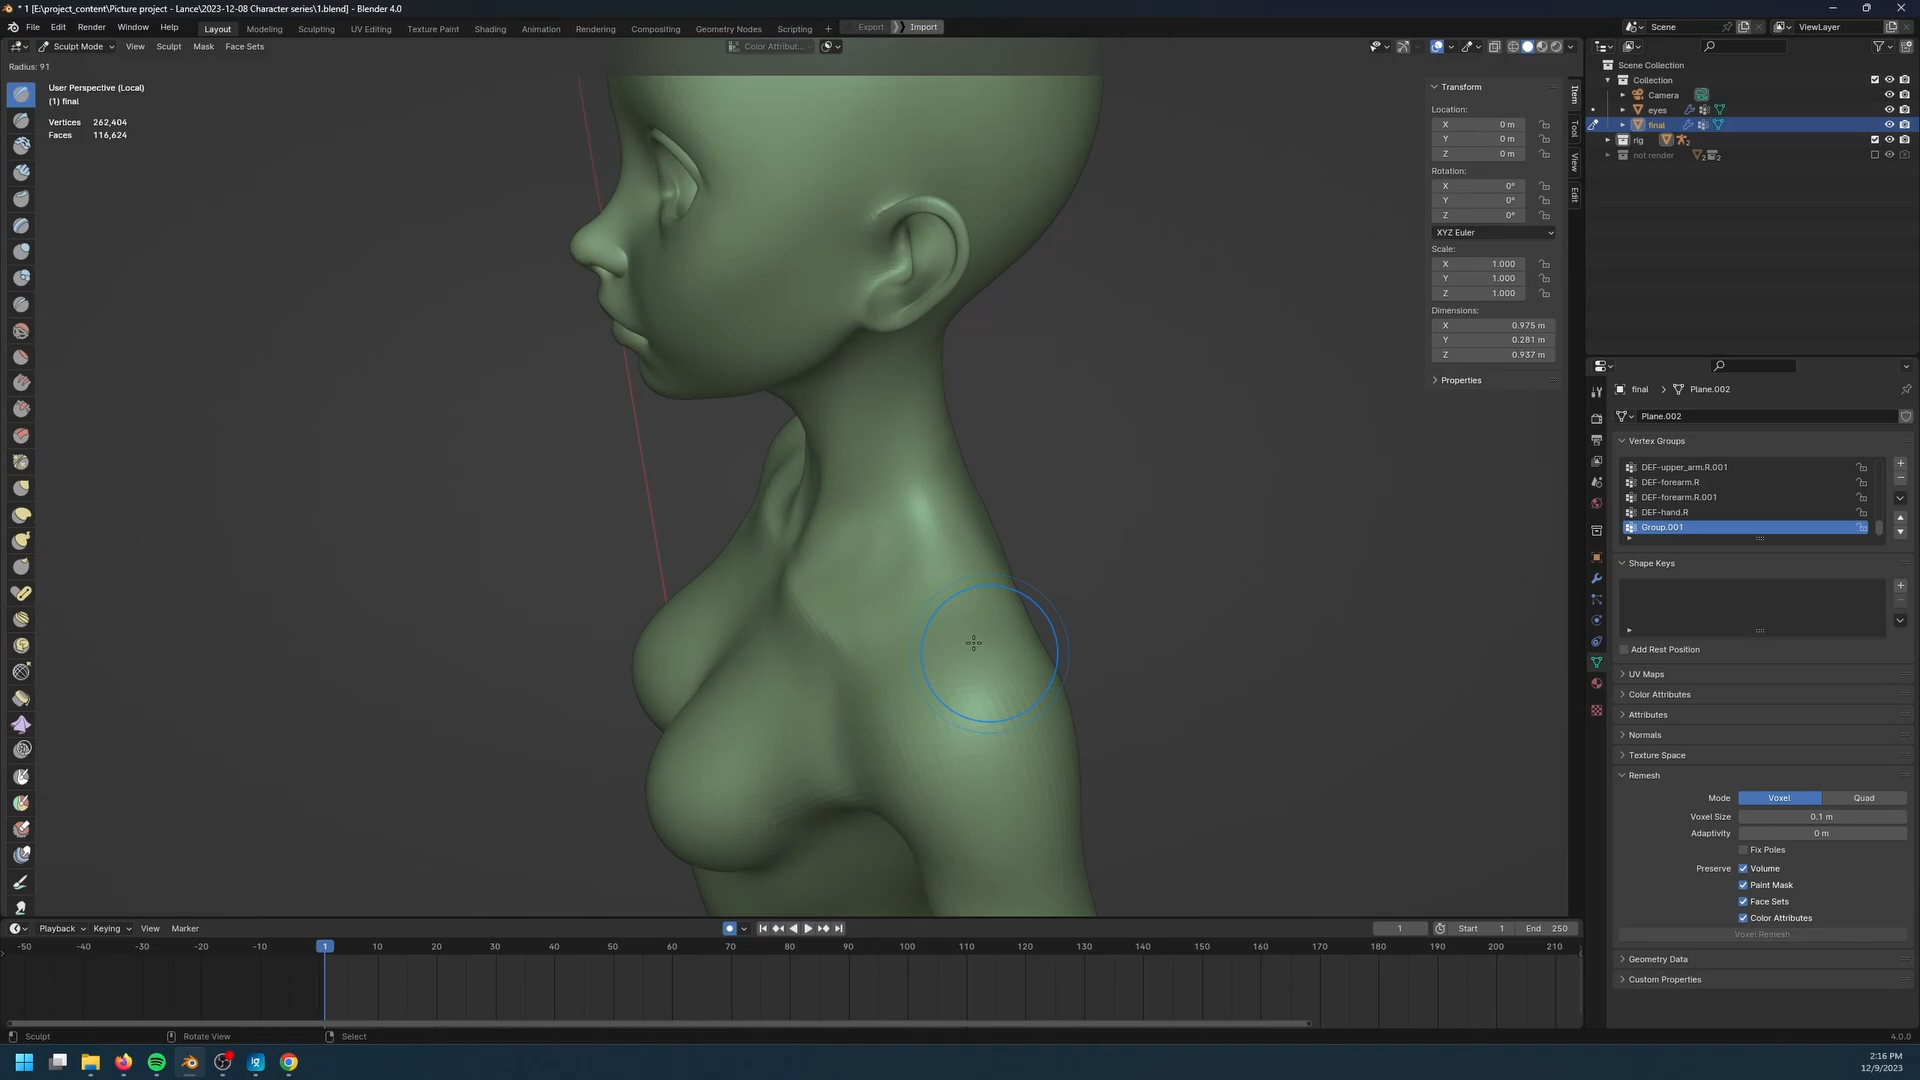 * 1 [E:\project_content\Picture project - Lance\2023-12-08 Character series\1.blend] - Blender 4.0
File Edit Render Window Help Layout Modeling Sculpting UV Editing Texture Paint Shading Animation Rendering Compositing Geometry Nodes Scripting + Export Import Scene ViewLayer
Sculpt Mode View Sculpt Mask Face Sets Color Attribut...
Radius: 91
User Perspective (Local)
(1) final
Vertices 262,404
Faces 116,624
Transform
Location:
X 0 m
Y 0 m
Z 0 m
Rotation:
X 0°
Y 0°
Z 0°
XYZ Euler
Scale:
X 1.000
Y 1.000
Z 1.000
Dimensions:
X 0.975 m
Y 0.281 m
Z 0.937 m
Properties
Item
Tool
View
Edit
Scene Collection
Collection
Camera
eyes
final
rig 2
not render 2 2
final > Plane.002
Plane.002
Vertex Groups
DEF-upper_arm.R.001
DEF-forearm.R
DEF-forearm.R.001
DEF-hand.R
Group.001
Shape Keys
Add Rest Position
UV Maps
Color Attributes
Attributes
Normals
Texture Space
Remesh
Mode Voxel Quad
Voxel Size 0.1 m
Adaptivity 0 m
Fix Poles
Preserve Volume
Paint Mask
Face Sets
Color Attributes
Voxel Remesh
Geometry Data
Custom Properties
Playback Keying View Marker 1 Start 1 End 250
-50 -20 -10 1 10 20 30 40 50 60 70 80 90 100 110 120 130 140 150 160 170 180 190 200 210
Sculpt Rotate View Select 4.0.0
2:16 PM
12/9/2023